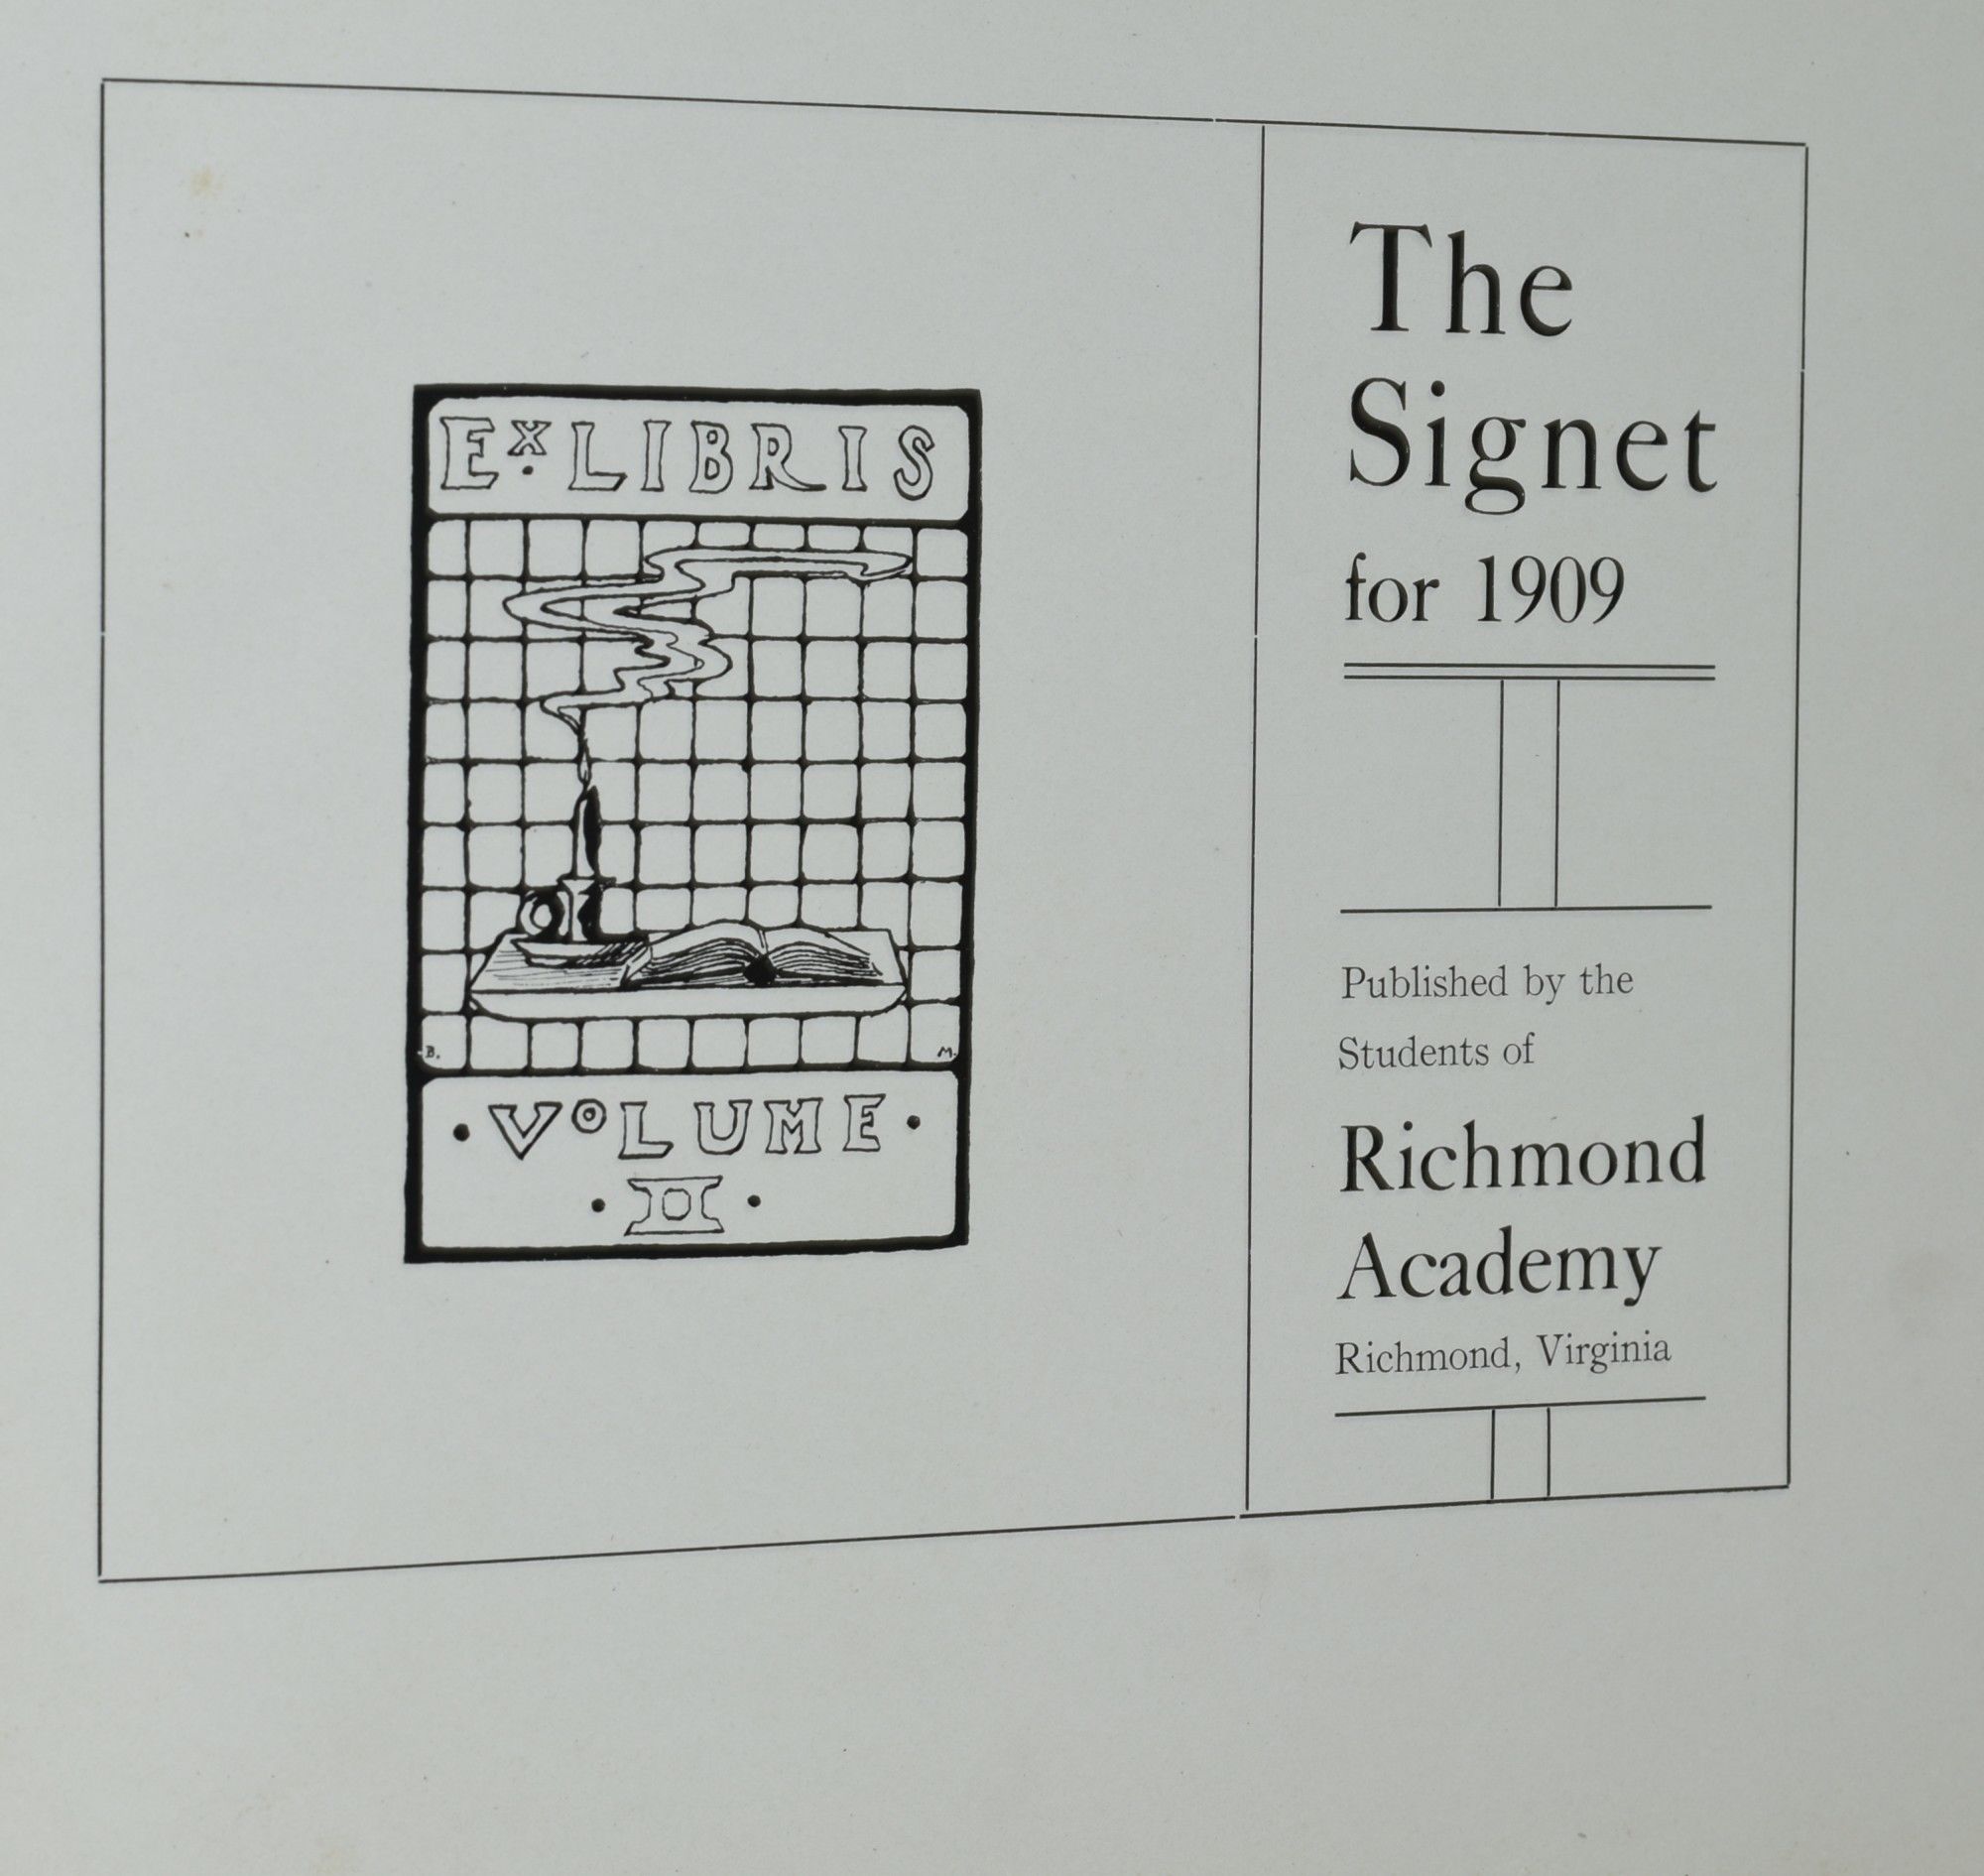 Ex LIBRIS
B. M.
• VOLUME •
• II •
The
Signet
for 1909
Published by the
Students of
Richmond
Academy
Richmond, Virginia